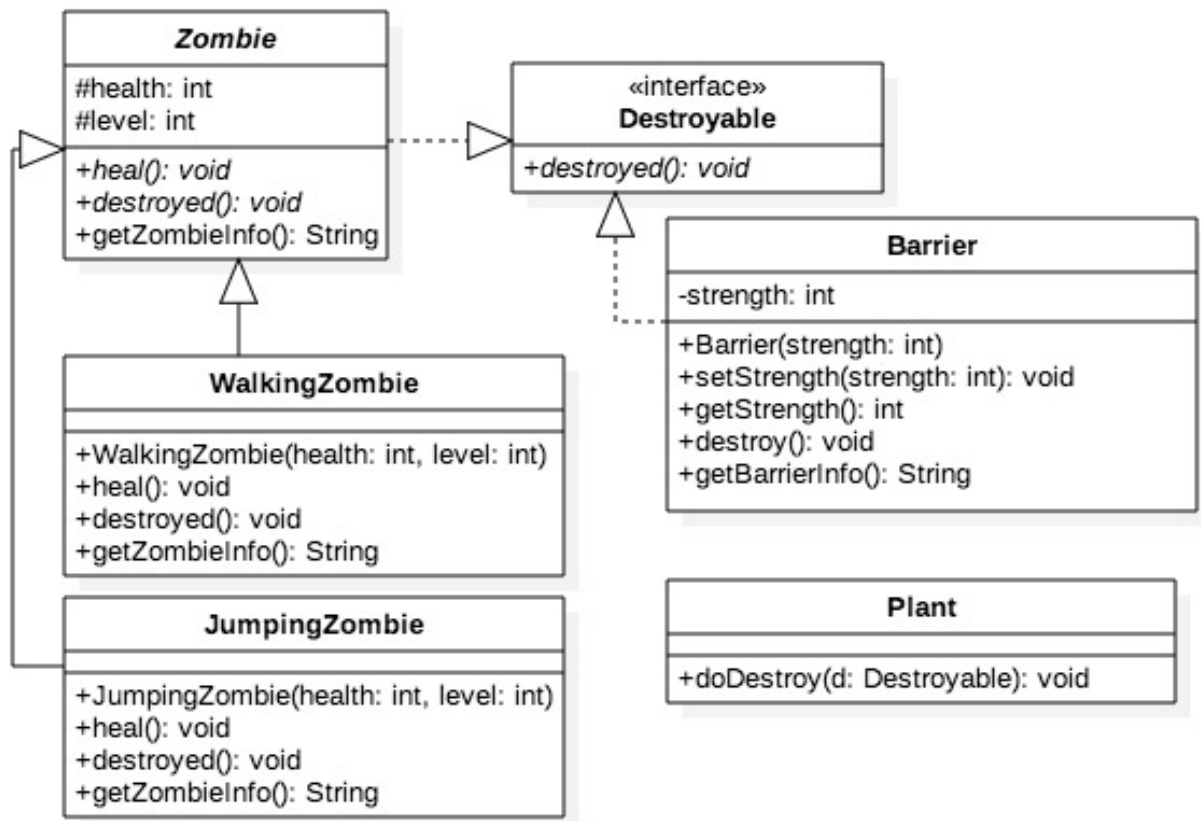 Zombie
#health: int
#level: int
+heal(): void
+destroyed(): void
+getZombieInfo(): String
«interface»
Destroyable
+destroyed(): void
Barrier
-strength: int
+Barrier(strength: int)
+setStrength(strength: int): void
+getStrength(): int
+destroy(): void
+getBarrierInfo(): String
WalkingZombie
+WalkingZombie(health: int, level: int)
+heal(): void
+destroyed(): void
+getZombieInfo(): String
JumpingZombie
+JumpingZombie(health: int, level: int)
+heal(): void
+destroyed(): void
+getZombieInfo(): String
Plant
+doDestroy(d: Destroyable): void